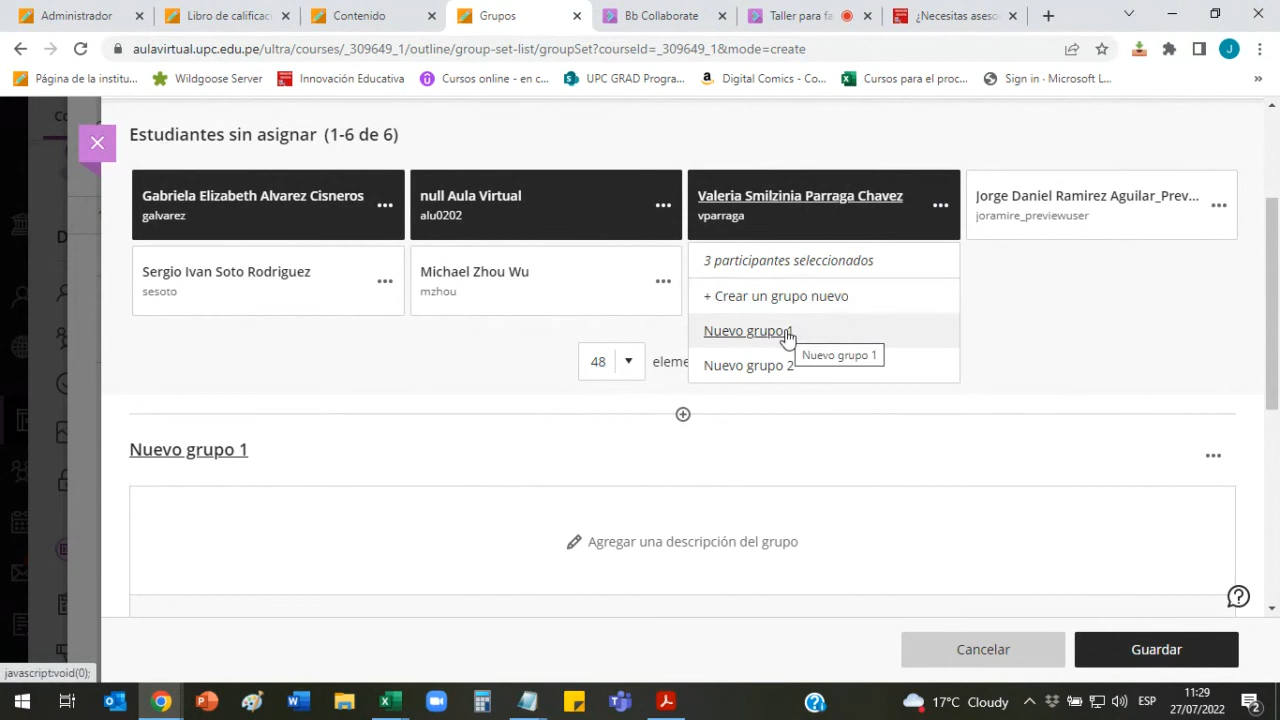 Administrador
Libro de calificac
Contenido
Grupos
Bb Collaborate
Taller para fa
¿Necesitas aseso
aulavirtual.upc.edu.pe/ultra/courses/_309649_1/outline/group-set-list/groupSet?courseId=_309649_1&mode=create
J
Página de la institu...
Wildgoose Server
Innovación Educativa
Cursos online - en c...
UPC GRAD Progra...
Digital Comics - Co...
Cursos para el proc...
Sign in · Microsoft L...
»
Co
Estudiantes sin asignar (1-6 de 6)
Gabriela Elizabeth Alvarez Cisneros
galvarez
null Aula Virtual
alu0202
Valeria Smilzinia Parraga Chavez
vparraga
Jorge Daniel Ramirez Aguilar_Prev...
joramire_previewuser
Sergio Ivan Soto Rodriguez
sesoto
Michael Zhou Wu
mzhou
3 participantes seleccionados
+ Crear un grupo nuevo
Nuevo grupo 1
Nuevo grupo 1
Nuevo grupo 2
48
eleme
Nuevo grupo 1
Agregar una descripción del grupo
Cancelar
Guardar
javascript:void(0);
17°C Cloudy
ESP
11:29
27/07/2022
2